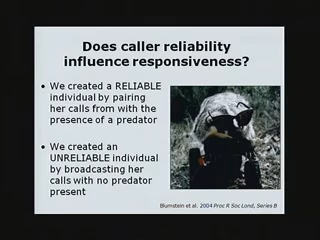 Does caller reliability
influence responsiveness?
• We created a RELIABLE
individual by pairing
her calls from with the
presence of a predator
• We created an
UNRELIABLE individual
by broadcasting her
calls with no predator
present
Blumstein et al. 2004 Proc R Soc Lond, Series B